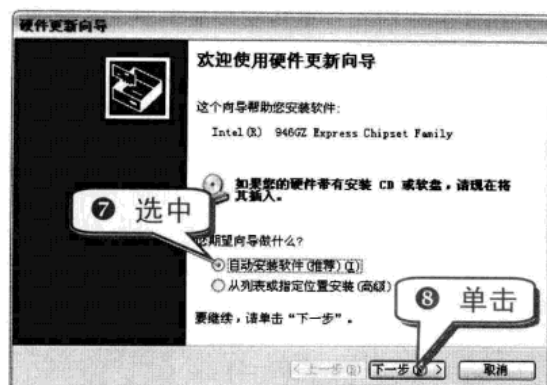 硬件更新向导
欢迎使用硬件更新向导
这个向导帮助您安装软件:
Intel(R) 946GZ Express Chipset Family
如果您的硬件带有安装 CD 或软盘，请现在将
其插入。
❼ 选中
期望向导做什么?
自动安装软件(推荐)(I)
从列表或指定位置安装(高级)
❽ 单击
要继续，请单击“下一步”。
< 上一步(B)
下一步
>
取消